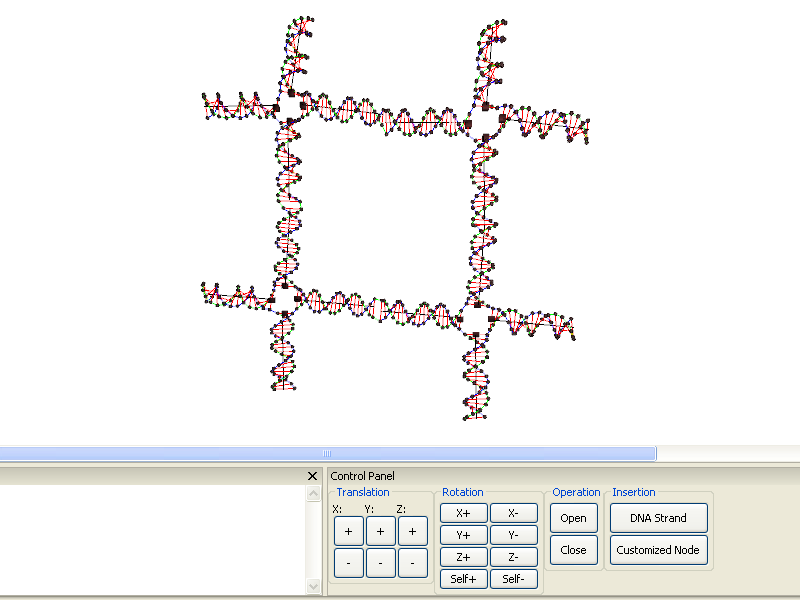 Control Panel
Translation
X: Y: Z:
+ + +
- - -
Rotation
X+ X-
Y+ Y-
Z+ Z-
Self+ Self-
Operation
Open
Close
Insertion
DNA Strand
Customized Node